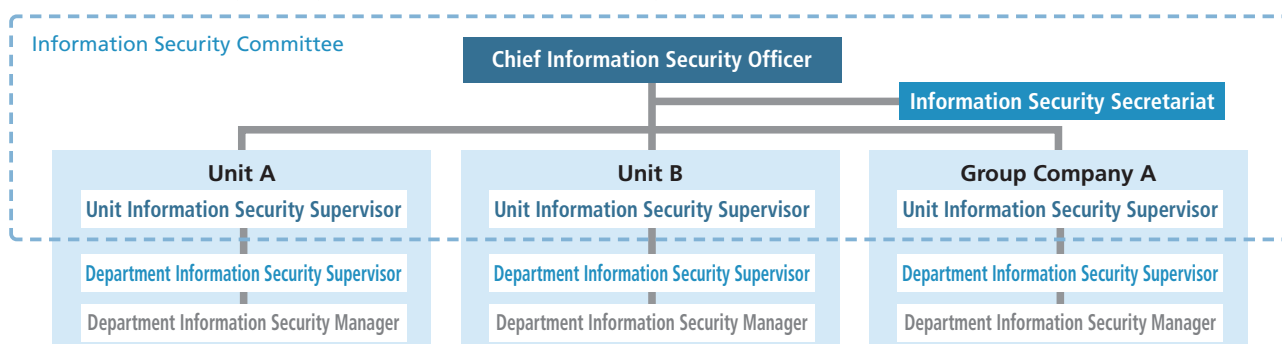 Information Security Committee
Chief Information Security Officer
Information Security Secretariat
Unit A
Unit Information Security Supervisor
Department Information Security Supervisor
Department Information Security Manager
Unit B
Unit Information Security Supervisor
Department Information Security Supervisor
Department Information Security Manager
Group Company A
Unit Information Security Supervisor
Department Information Security Supervisor
Department Information Security Manager